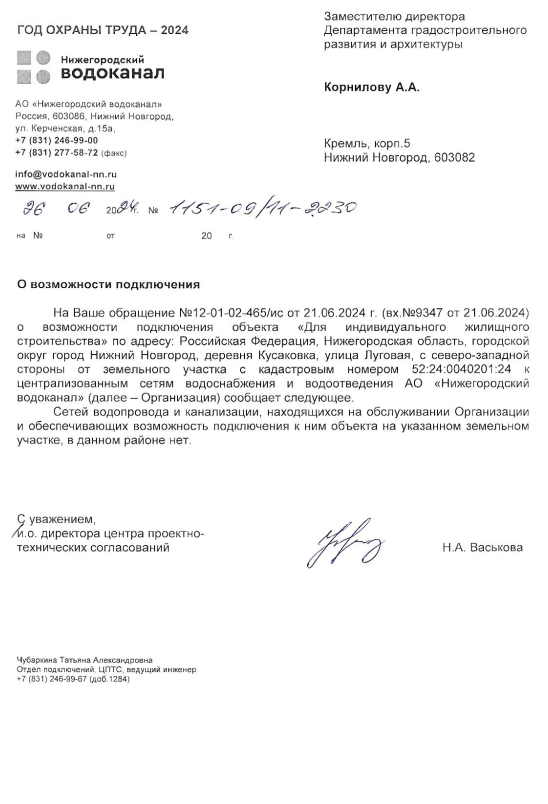 ГОД ОХРАНЫ ТРУДА – 2024
Нижегородский
ВОДОКАНАЛ
АО «Нижегородский водоканал»
Россия, 603086, Нижний Новгород,
ул. Керченская, д.15а,
+7 (831) 246-99-00
+7 (831) 277-58-72 (факс)
info@vodokanal-nn.ru
www.vodokanal-nn.ru
26 06 2024г. № 1151-09/11-2230
на № от 20 г.
Заместителю директора
Департамента градостроительного
развития и архитектуры
Корнилову А.А.
Кремль, корп.5
Нижний Новгород, 603082
О возможности подключения
На Ваше обращение №12-01-02-465/ис от 21.06.2024 г. (вх.№9347 от 21.06.2024)
о возможности подключения объекта «Для индивидуального жилищного
строительства» по адресу: Российская Федерация, Нижегородская область, городской
округ город Нижний Новгород, деревня Кусаковка, улица Луговая, с северо-западной
стороны от земельного участка с кадастровым номером 52:24:0040201:24 к
централизованным сетям водоснабжения и водоотведения АО «Нижегородский
водоканал» (далее – Организация) сообщает следующее.
Сетей водопровода и канализации, находящихся на обслуживании Организации
и обеспечивающих возможность подключения к ним объекта на указанном земельном
участке, в данном районе нет.
С уважением,
и.о. директора центра проектно-
технических согласований
Н.А. Васькова
Чубаркина Татьяна Александровна
Отдел подключений, ЦПТС, ведущий инженер
+7 (831) 246-99-67 (доб.1284)